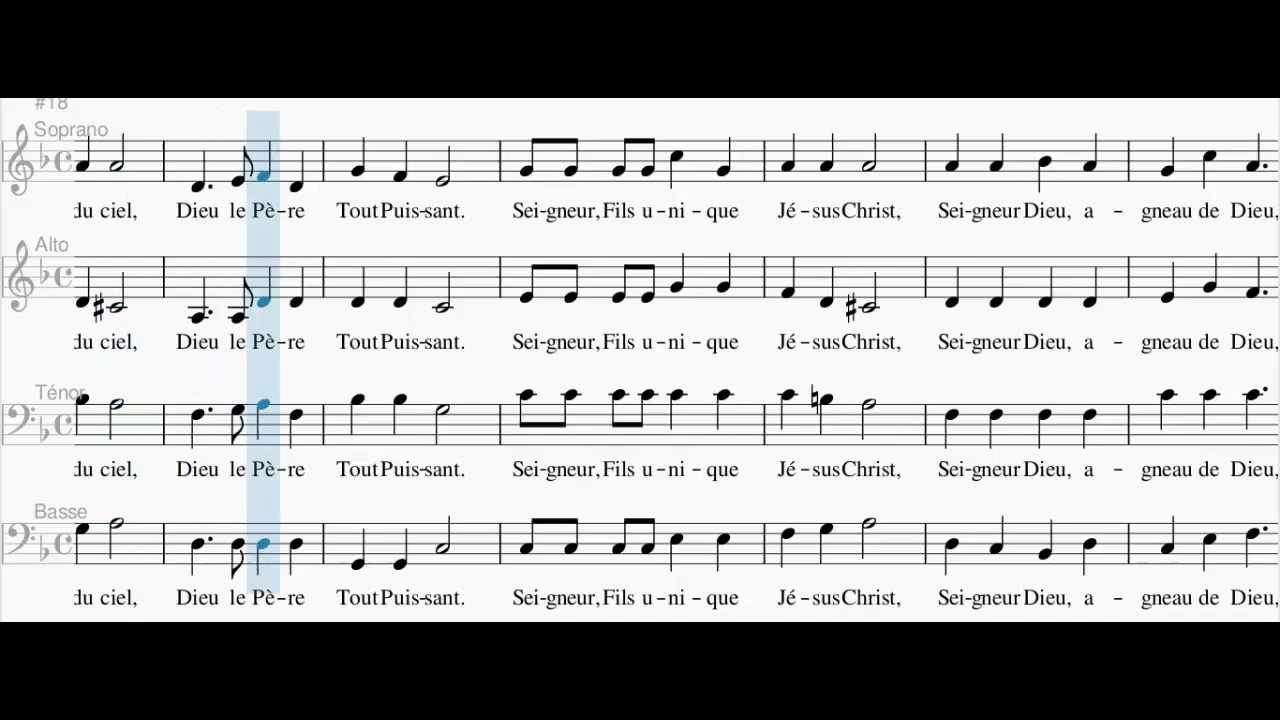 #18
Soprano
du ciel, Dieu le Pè-re Tout Puis-sant. Sei-gneur, Fils u-ni-que Jé-sus Christ, Sei-gneur Dieu, a - gneau de Dieu,
Alto
du ciel, Dieu le Pè-re Tout Puis-sant. Sei-gneur, Fils u-ni-que Jé-sus Christ, Sei-gneur Dieu, a - gneau de Dieu,
Ténor
du ciel, Dieu le Pè-re Tout Puis-sant. Sei-gneur, Fils u-ni-que Jé-sus Christ, Sei-gneur Dieu, a - gneau de Dieu,
Basse
du ciel, Dieu le Pè-re Tout Puis-sant. Sei-gneur, Fils u-ni-que Jé-sus Christ, Sei-gneur Dieu, a - gneau de Dieu,